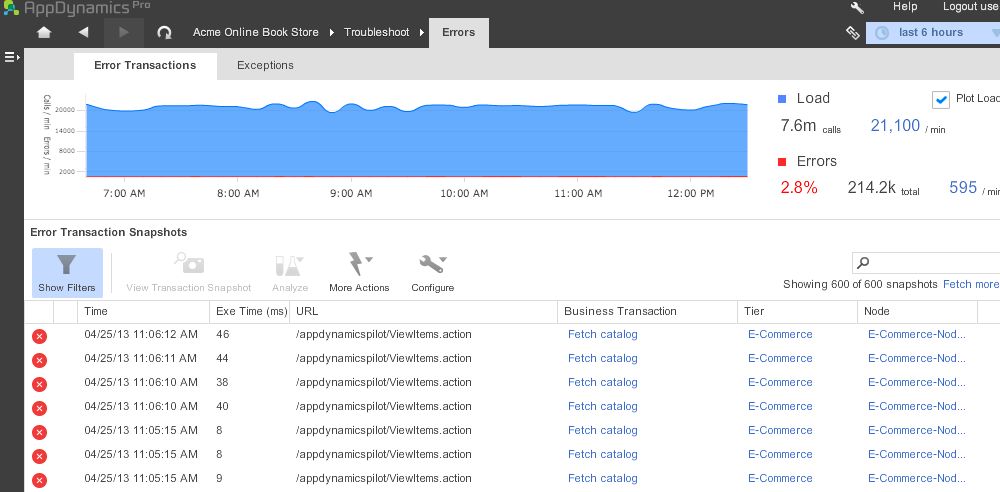 AppDynamics Pro
Help
Logout use
Acme Online Book Store
Troubleshoot
Errors
last 6 hours
Error Transactions
Exceptions
Calls / min
Errors / min
20000
14000
8000
2000
7:00 AM
8:00 AM
9:00 AM
10:00 AM
11:00 AM
12:00 PM
Load
Plot Load
7.6m calls
21,100 / min
Errors
2.8%
214.2k total
595 / min
Error Transaction Snapshots
Show Filters
View Transaction Snapshot
Analyze
More Actions
Configure
Showing 600 of 600 snapshots Fetch more
Time Exe Time (ms) URL Business Transaction Tier Node
04/25/13 11:06:12 AM 46 /appdynamicspilot/ViewItems.action Fetch catalog E-Commerce E-Commerce-Nod...
04/25/13 11:06:11 AM 44 /appdynamicspilot/ViewItems.action Fetch catalog E-Commerce E-Commerce-Nod...
04/25/13 11:06:10 AM 38 /appdynamicspilot/ViewItems.action Fetch catalog E-Commerce E-Commerce-Nod...
04/25/13 11:06:10 AM 40 /appdynamicspilot/ViewItems.action Fetch catalog E-Commerce E-Commerce-Nod...
04/25/13 11:05:15 AM 8 /appdynamicspilot/ViewItems.action Fetch catalog E-Commerce E-Commerce-Nod...
04/25/13 11:05:15 AM 8 /appdynamicspilot/ViewItems.action Fetch catalog E-Commerce E-Commerce-Nod...
04/25/13 11:05:15 AM 9 /appdynamicspilot/ViewItems.action Fetch catalog E-Commerce E-Commerce-Nod...